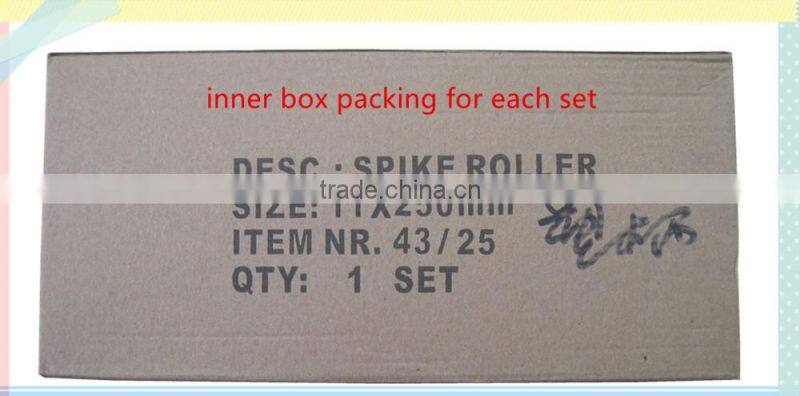 inner box packing for each set
DESC : SPIKE ROLLER
trade.china.cn
SIZE: 11X250mm
ITEM NR. 43/25
QTY: 1 SET